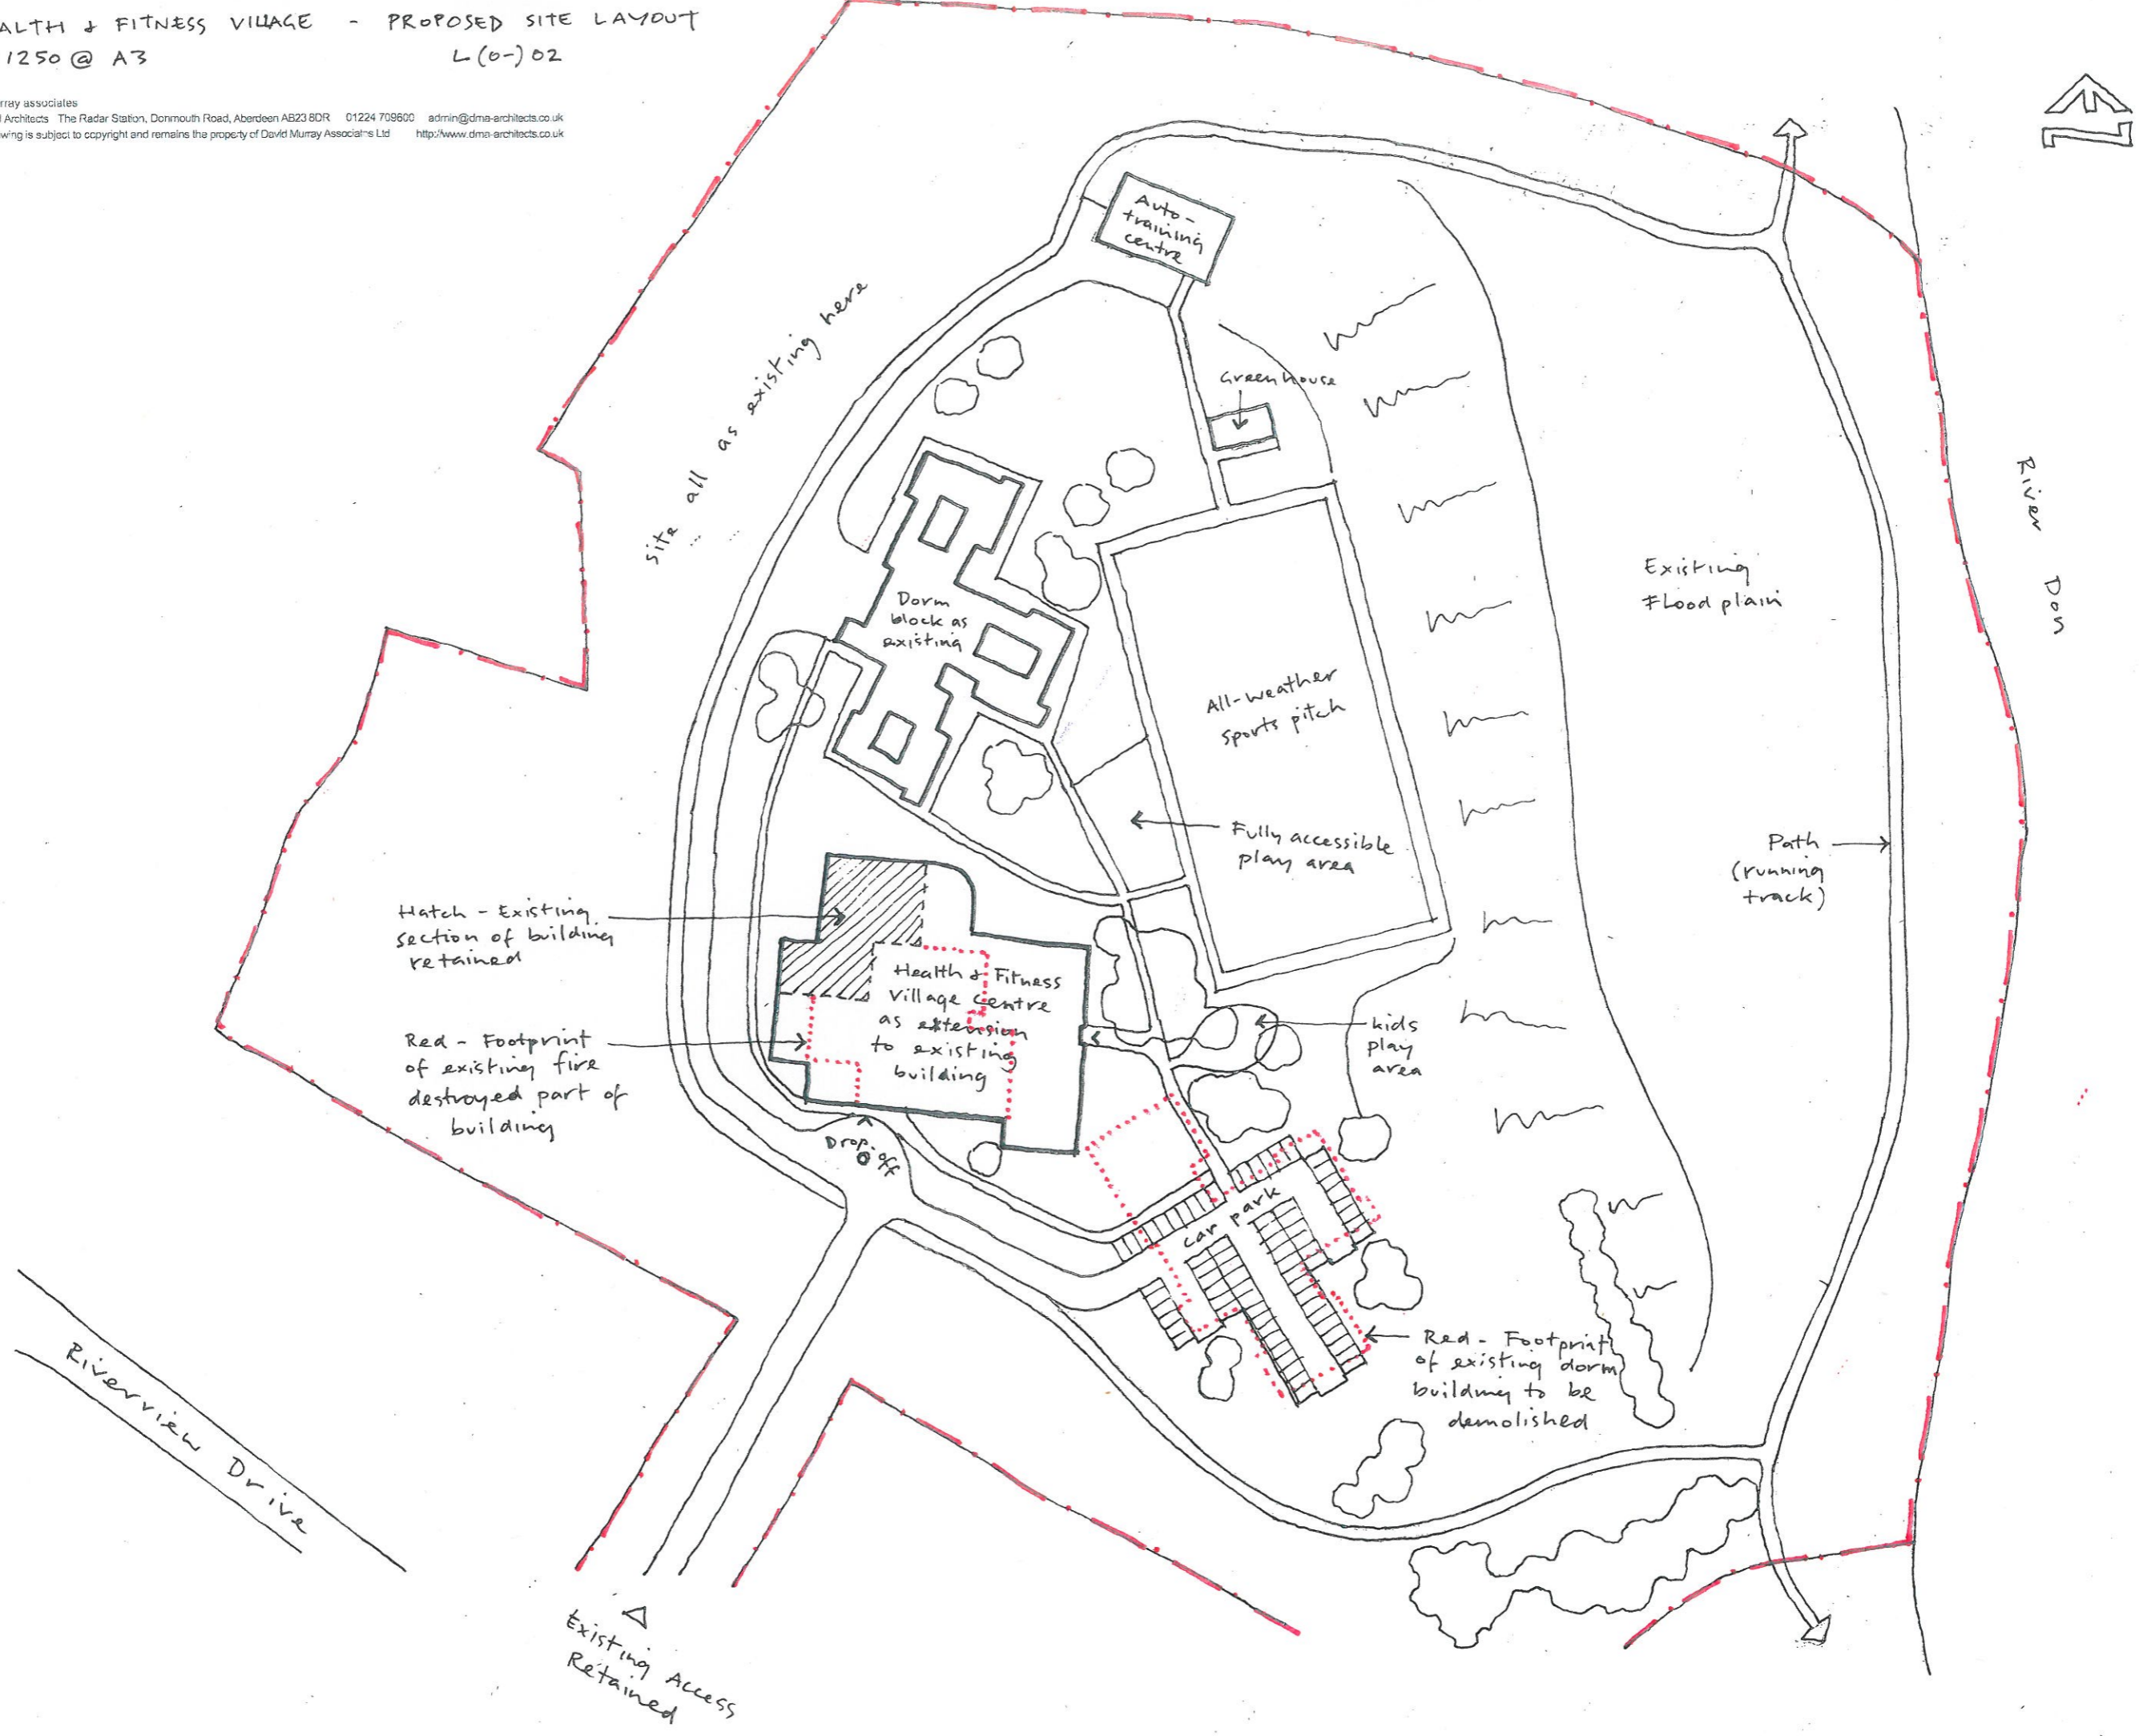 ALTH & FITNESS VILLAGE - PROPOSED SITE LAYOUT
1250 @ A3 L(0-)02
rray associates
Architects The Radar Station, Donmouth Road, Aberdeen AB23 8DR 01224 709600 admin@dma-architects.co.uk
wing is subject to copyright and remains the property of David Murray Associates Ltd http://www.dma-architects.co.uk
Auto-
training
centre
site all as existing here
Greenhouse
River Don
Existing
Flood plain
Dorm
block as
existing
All-weather
sports pitch
Fully accessible
play area
Path
(running
track)
Hatch - Existing
section of building
retained
Health & Fitness
Village Centre
as extension
to existing
building
Red - Footprint
of existing fire
destroyed part of
building
kids
play
area
Drop
off
car park
Red - Footprint
of existing dorm
building to be
demolished
Riverview Drive
Existing Access
Retained